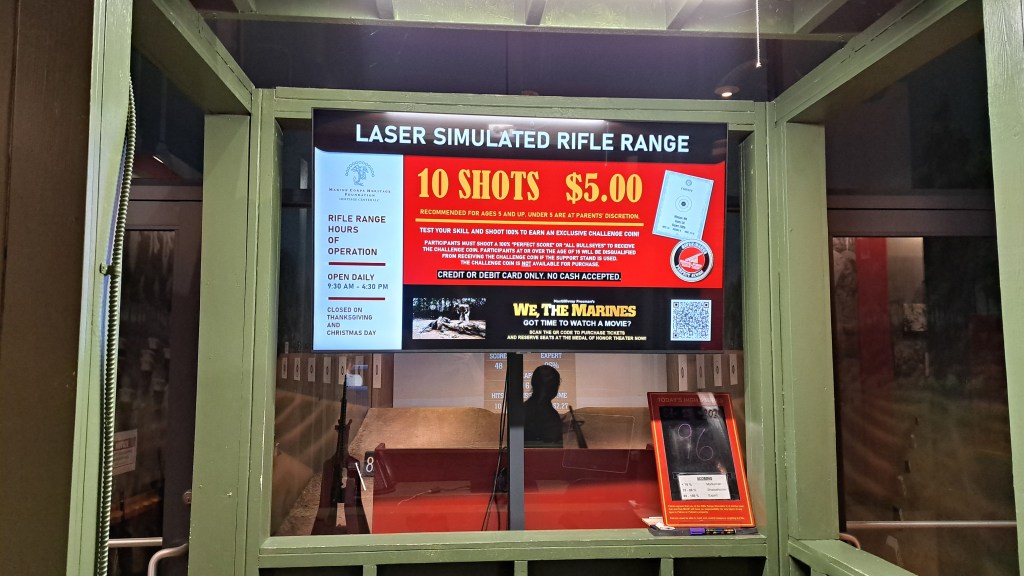 LASER SIMULATED RIFLE RANGE
MARINE CORPS HERITAGE
FOUNDATION
RIFLE RANGE
HOURS
OF
OPERATION
OPEN DAILY
9:30 AM - 4:30 PM
CLOSED ON
THANKSGIVING
AND
CHRISTMAS DAY
10 SHOTS $5.00
RECOMMENDED FOR AGES 5 AND UP. UNDER 5 ARE AT PARENTS' DISCRETION.
TEST YOUR SKILL AND SHOOT 100% TO EARN AN EXCLUSIVE CHALLENGE COIN!
PARTICIPANTS MUST SHOOT A 100% "PERFECT SCORE" OR "ALL BULLSEYES" TO RECEIVE
THE CHALLENGE COIN. PARTICIPANTS AT OR OVER THE AGE OF 18 WILL BE DISQUALIFIED
FROM RECEIVING THE CHALLENGE COIN IF THE SUPPORT STAND IS USED.
THE CHALLENGE COIN IS NOT AVAILABLE FOR PURCHASE.
CREDIT OR DEBIT CARD ONLY. NO CASH ACCEPTED.
WE, THE MARINES
GOT TIME TO WATCH A MOVIE?
SCAN THE QR CODE TO PURCHASE TICKETS
AND RESERVE SEATS AT THE MEDAL OF HONOR THEATER NOW!
SCORE
EXPERT
48
HITS
10
8
96